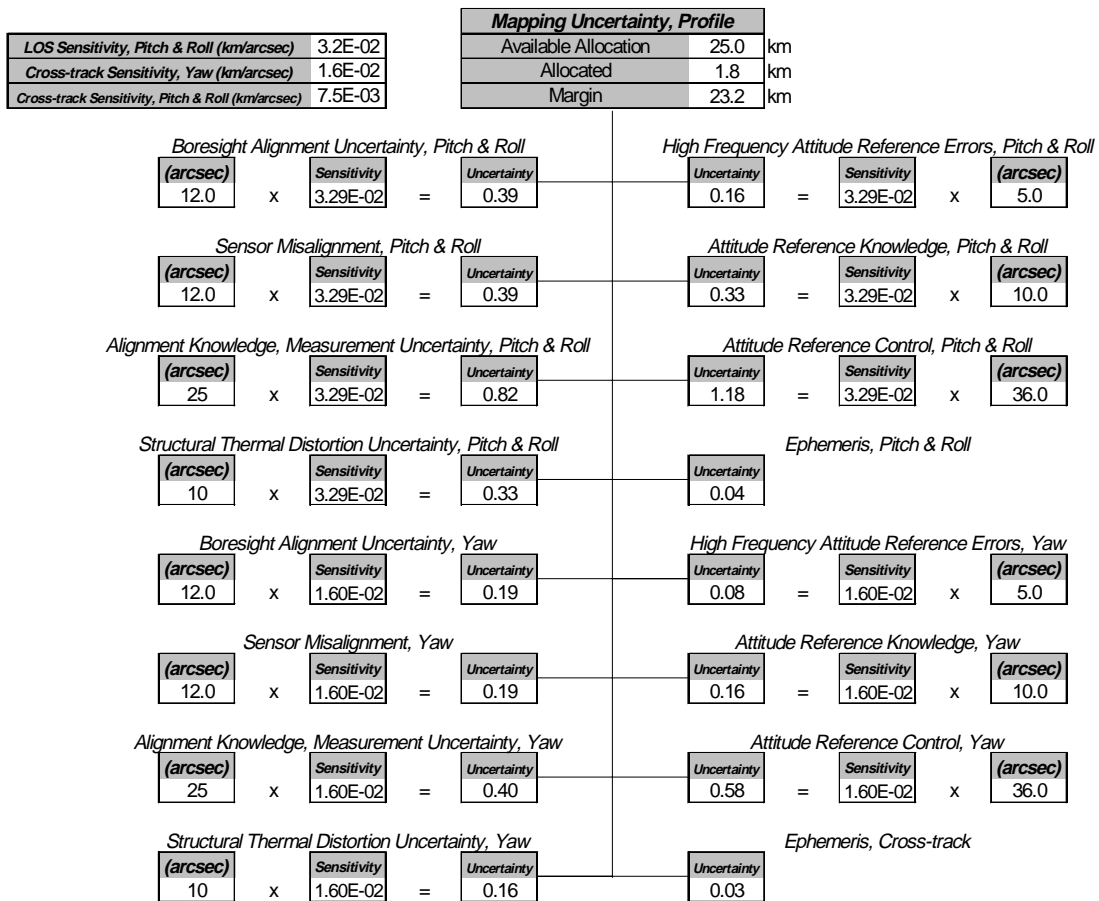 Mapping Uncertainty, Profile
Available Allocation 25.0 km
Allocated 1.8 km
Margin 23.2 km
LOS Sensitivity, Pitch & Roll (km/arcsec) 3.2E-02
Cross-track Sensitivity, Yaw (km/arcsec) 1.6E-02
Cross-track Sensitivity, Pitch & Roll (km/arcsec) 7.5E-03
Boresight Alignment Uncertainty, Pitch & Roll
(arcsec) Sensitivity Uncertainty
12.0 x 3.29E-02 = 0.39
High Frequency Attitude Reference Errors, Pitch & Roll
Uncertainty Sensitivity (arcsec)
0.16 = 3.29E-02 x 5.0
Sensor Misalignment, Pitch & Roll
(arcsec) Sensitivity Uncertainty
12.0 x 3.29E-02 = 0.39
Attitude Reference Knowledge, Pitch & Roll
Uncertainty Sensitivity (arcsec)
0.33 = 3.29E-02 x 10.0
Alignment Knowledge, Measurement Uncertainty, Pitch & Roll
(arcsec) Sensitivity Uncertainty
25 x 3.29E-02 = 0.82
Attitude Reference Control, Pitch & Roll
Uncertainty Sensitivity (arcsec)
1.18 = 3.29E-02 x 36.0
Structural Thermal Distortion Uncertainty, Pitch & Roll
(arcsec) Sensitivity Uncertainty
10 x 3.29E-02 = 0.33
Ephemeris, Pitch & Roll
Uncertainty
0.04
Boresight Alignment Uncertainty, Yaw
(arcsec) Sensitivity Uncertainty
12.0 x 1.60E-02 = 0.19
High Frequency Attitude Reference Errors, Yaw
Uncertainty Sensitivity (arcsec)
0.08 = 1.60E-02 x 5.0
Sensor Misalignment, Yaw
(arcsec) Sensitivity Uncertainty
12.0 x 1.60E-02 = 0.19
Attitude Reference Knowledge, Yaw
Uncertainty Sensitivity (arcsec)
0.16 = 1.60E-02 x 10.0
Alignment Knowledge, Measurement Uncertainty, Yaw
(arcsec) Sensitivity Uncertainty
25 x 1.60E-02 = 0.40
Attitude Reference Control, Yaw
Uncertainty Sensitivity (arcsec)
0.58 = 1.60E-02 x 36.0
Structural Thermal Distortion Uncertainty, Yaw
(arcsec) Sensitivity Uncertainty
10 x 1.60E-02 = 0.16
Ephemeris, Cross-track
Uncertainty
0.03